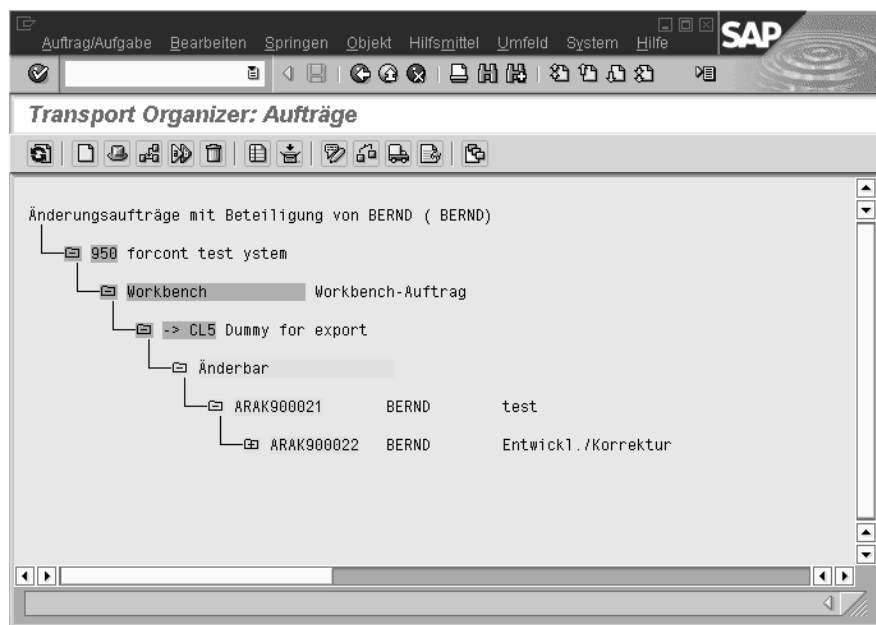 Auftrag/Aufgabe Bearbeiten Springen Objekt Hilfsmittel Umfeld System Hilfe
SAP
Transport Organizer: Aufträge
Änderungsaufträge mit Beteiligung von BERND ( BERND)
950 forcont test ystem
Workbench Workbench-Auftrag
-> CL5 Dummy for export
Änderbar
ARAK900021 BERND test
ARAK900022 BERND Entwickl./Korrektur